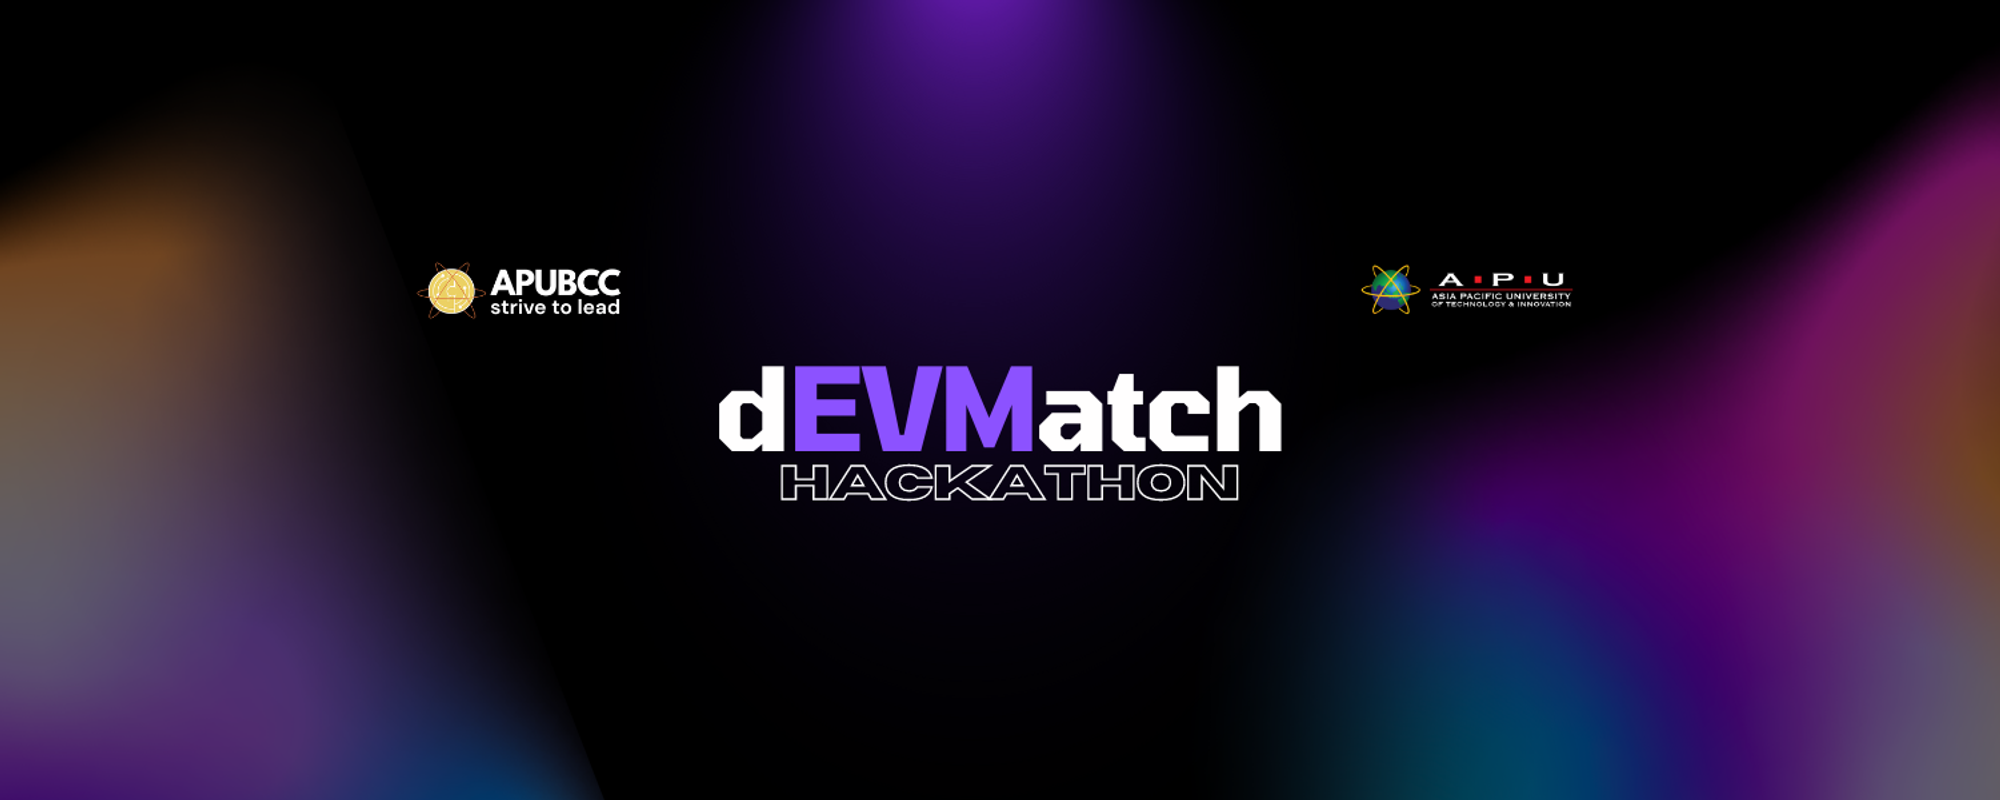 APUBCC
strive to lead
A·P·U
ASIA PACIFIC UNIVERSITY
OF TECHNOLOGY & INNOVATION
dEVMatch
HACKATHON